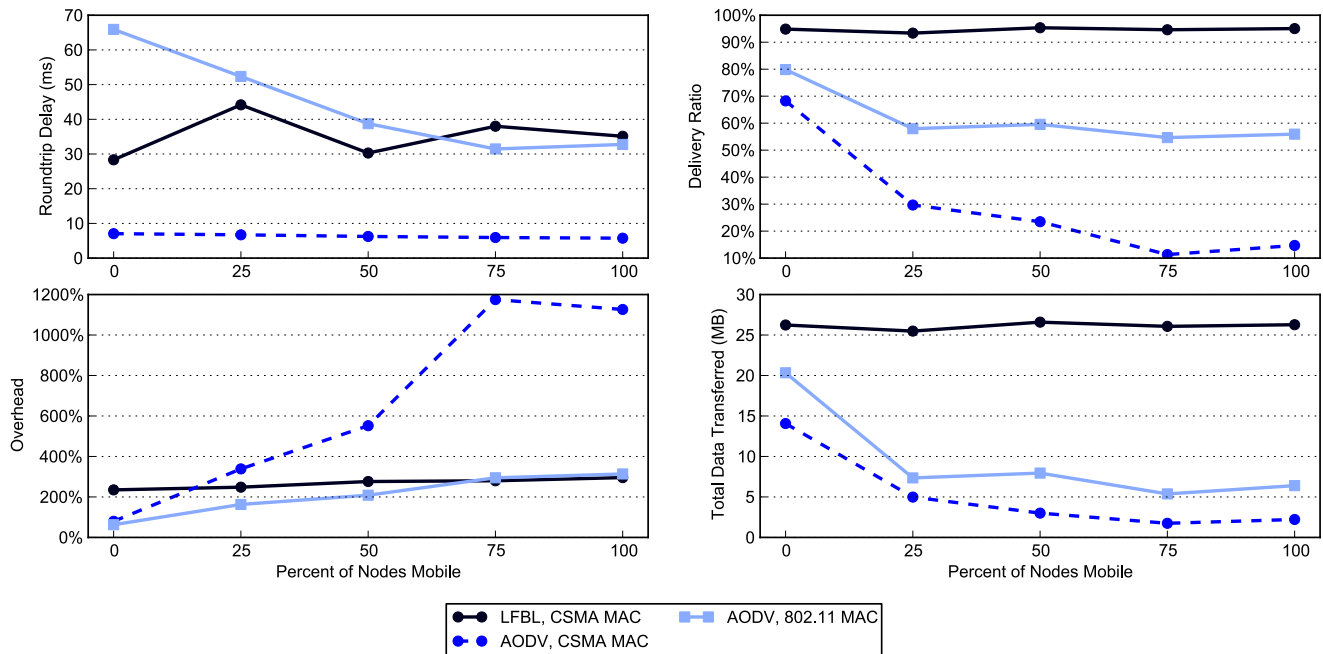 70
60
50
40
30
20
10
0
Roundtrip Delay (ms)
0 25 50 75 100
100%
90%
80%
70%
60%
50%
40%
30%
20%
10%
Delivery Ratio
0 25 50 75 100
1200%
1000%
800%
600%
400%
200%
0%
Overhead
0 25 50 75 100
Percent of Nodes Mobile
30
25
20
15
10
5
0
Total Data Transferred (MB)
0 25 50 75 100
Percent of Nodes Mobile
LFBL, CSMA MAC
AODV, CSMA MAC
AODV, 802.11 MAC